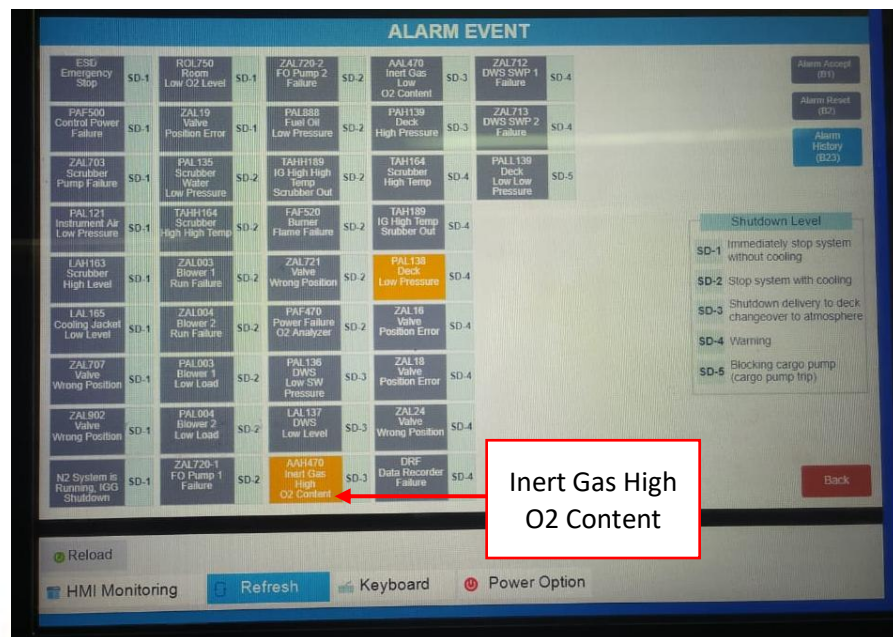 ALARM EVENT
ESD
Emergency
Stop
SD-1
ROL750
Room
Low O2 Level
SD-1
ZAL720-2
FO Pump 2
Failure
SD-2
AAL470
Inert Gas
Low
O2 Content
SD-3
ZAL712
DWS SWP 1
Failure
SD-4
Alarm Accept
(B1)
PAF500
Control Power
Failure
SD-1
ZAL19
Valve
Position Error
SD-1
PAL888
Fuel Oil
Low Pressure
SD-2
PAH139
Deck
High Pressure
SD-3
ZAL713
DWS SWP 2
Failure
SD-4
Alarm Reset
(B2)
ZAL703
Scrubber
Pump Failure
SD-1
PAL135
Scrubber
Water
Low Pressure
SD-1
TAHH189
IG High High
Temp
Scrubber Out
SD-2
TAH164
Scrubber
High Temp
SD-4
PALL139
Deck
Low Low
Pressure
SD-5
Alarm
History
(B23)
PAL121
Instrument Air
Low Pressure
SD-1
TAHH164
Scrubber
High High Temp
SD-2
FAF520
Burner
Flame Failure
SD-2
TAH189
IG High Temp
Srubber Out
SD-4
LAH163
Scrubber
High Level
SD-1
ZAL003
Blower 1
Run Failure
SD-2
ZAL721
Valve
Wrong Position
SD-2
PAL138
Deck
Low Pressure
SD-4
LAL165
Cooling Jacket
Low Level
SD-1
ZAL004
Blower 2
Run Failure
SD-2
PAF470
Power Failure
O2 Analyzer
SD-2
ZAL16
Valve
Position Error
SD-4
ZAL707
Valve
Wrong Position
SD-1
PAL003
Blower 1
Low Load
SD-2
PAL136
DWS
Low SW
Pressure
SD-3
ZAL18
Valve
Position Error
SD-4
ZAL902
Valve
Wrong Position
SD-1
PAL004
Blower 2
Low Load
SD-2
LAL137
DWS
Low Level
SD-3
ZAL24
Valve
Wrong Position
SD-4
N2 System is
Running, IGG
Shutdown
SD-1
ZAL720-1
FO Pump 1
Failure
SD-2
AAH470
Inert Gas
High
O2 Content
SD-3
DRF
Data Recorder
Failure
SD-4
Shutdown Level
SD-1 Immediately stop system
without cooling
SD-2 Stop system with cooling
SD-3 Shutdown delivery to deck
changeover to atmosphere
SD-4 Warning
SD-5 Blocking cargo pump
(cargo pump trip)
Inert Gas High
O2 Content
Back
Reload
HMI Monitoring
Refresh
Keyboard
Power Option